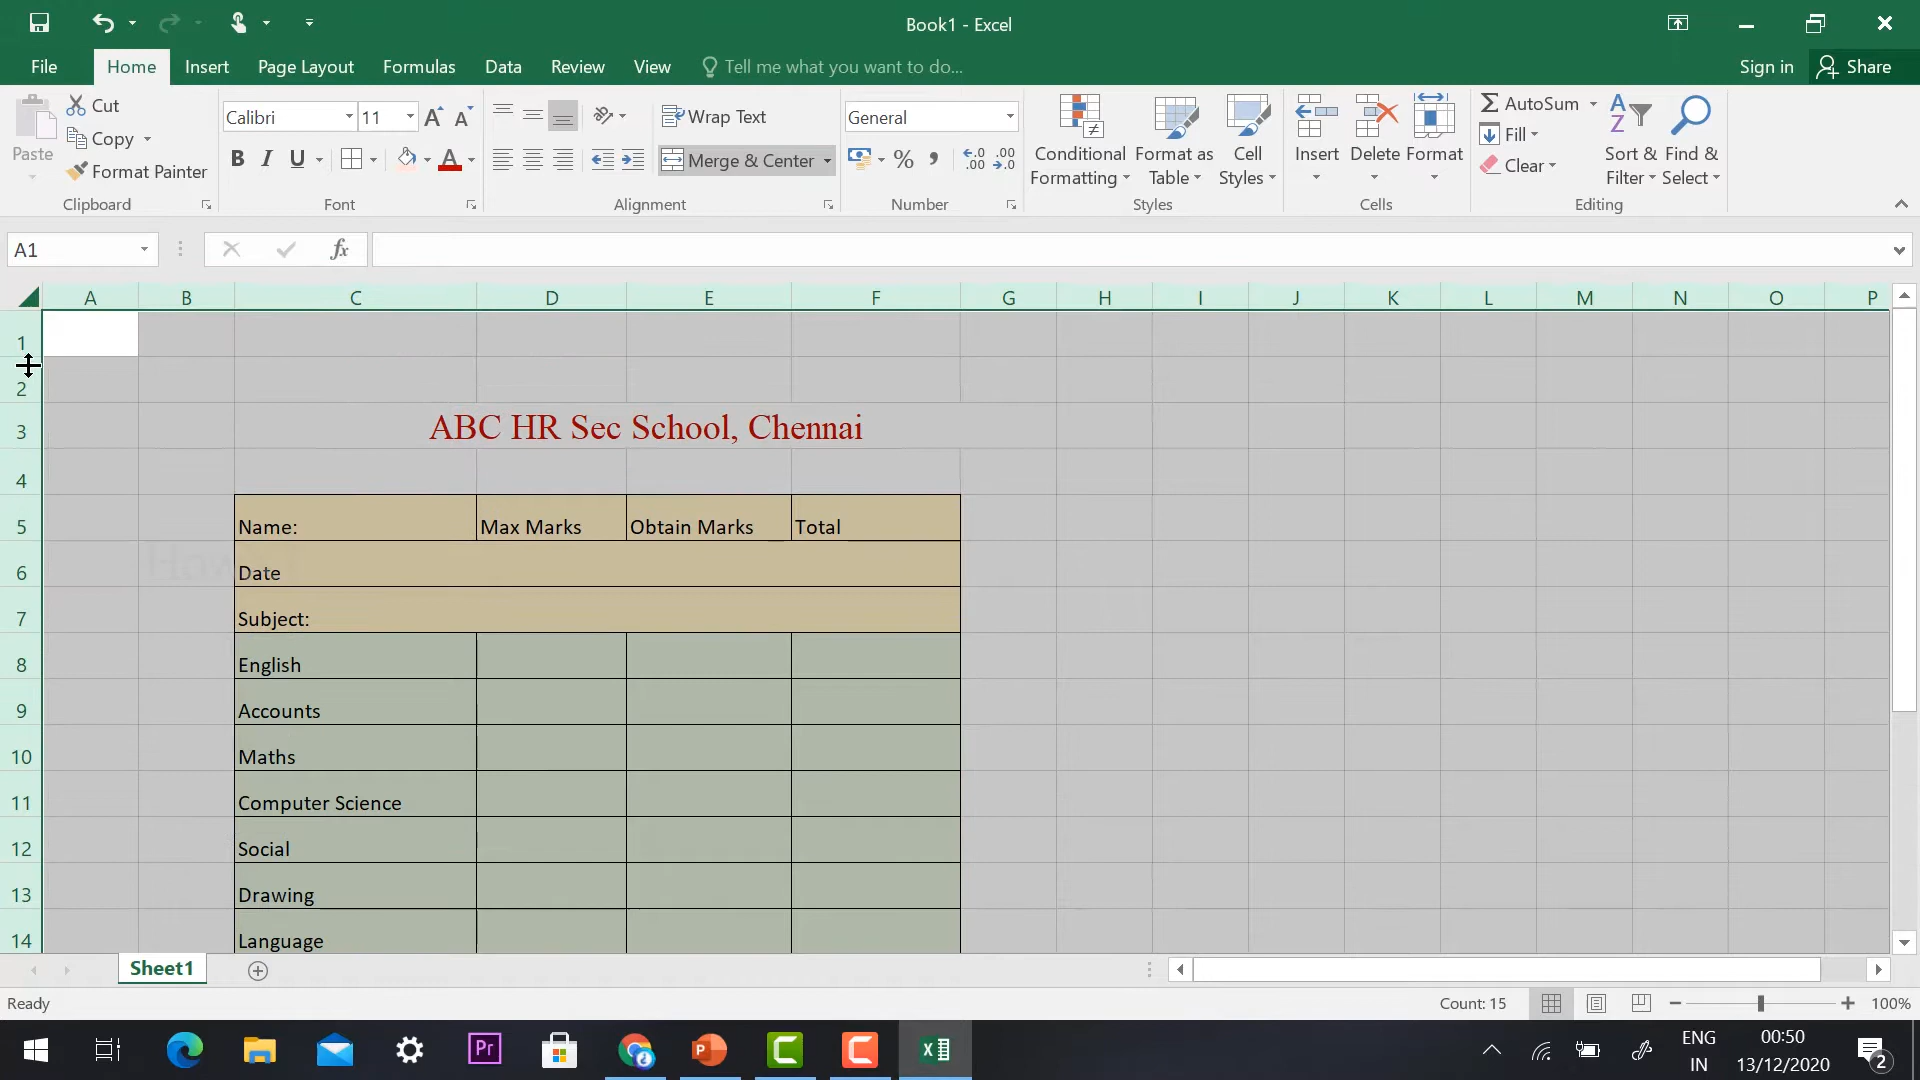 Book1 - Excel
File Home Insert Page Layout Formulas Data Review View Tell me what you want to do... Sign in Share
Paste
Cut
Copy
Format Painter
Clipboard
Calibri 11
B I U A
Font
Wrap Text
Merge & Center
Alignment
General
% , .00 .0
Number
Conditional Formatting
Format as Table
Cell Styles
Styles
Insert Delete Format
Cells
AutoSum
Fill
Clear
Sort & Filter
Find & Select
Editing
A1 fx
A B C D E F G H I J K L M N O P
1
2
3 ABC HR Sec School, Chennai
4
5 Name: Max Marks Obtain Marks Total
6 Date
7 Subject:
8 English
9 Accounts
10 Maths
11 Computer Science
12 Social
13 Drawing
14 Language
Sheet1
Ready Count: 15 100%
Pr P ENG 00:50
IN 13/12/2020 2